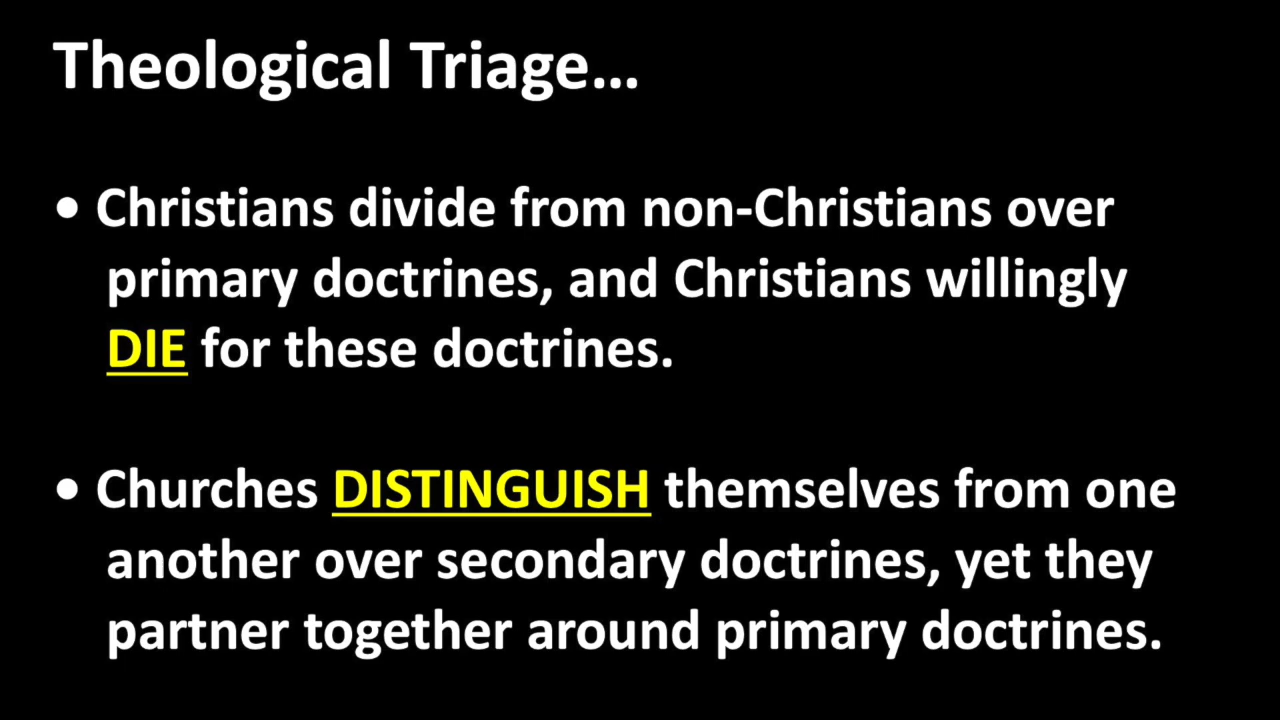 Theological Triage...
• Christians divide from non-Christians over
primary doctrines, and Christians willingly
DIE for these doctrines.
• Churches DISTINGUISH themselves from one
another over secondary doctrines, yet they
partner together around primary doctrines.